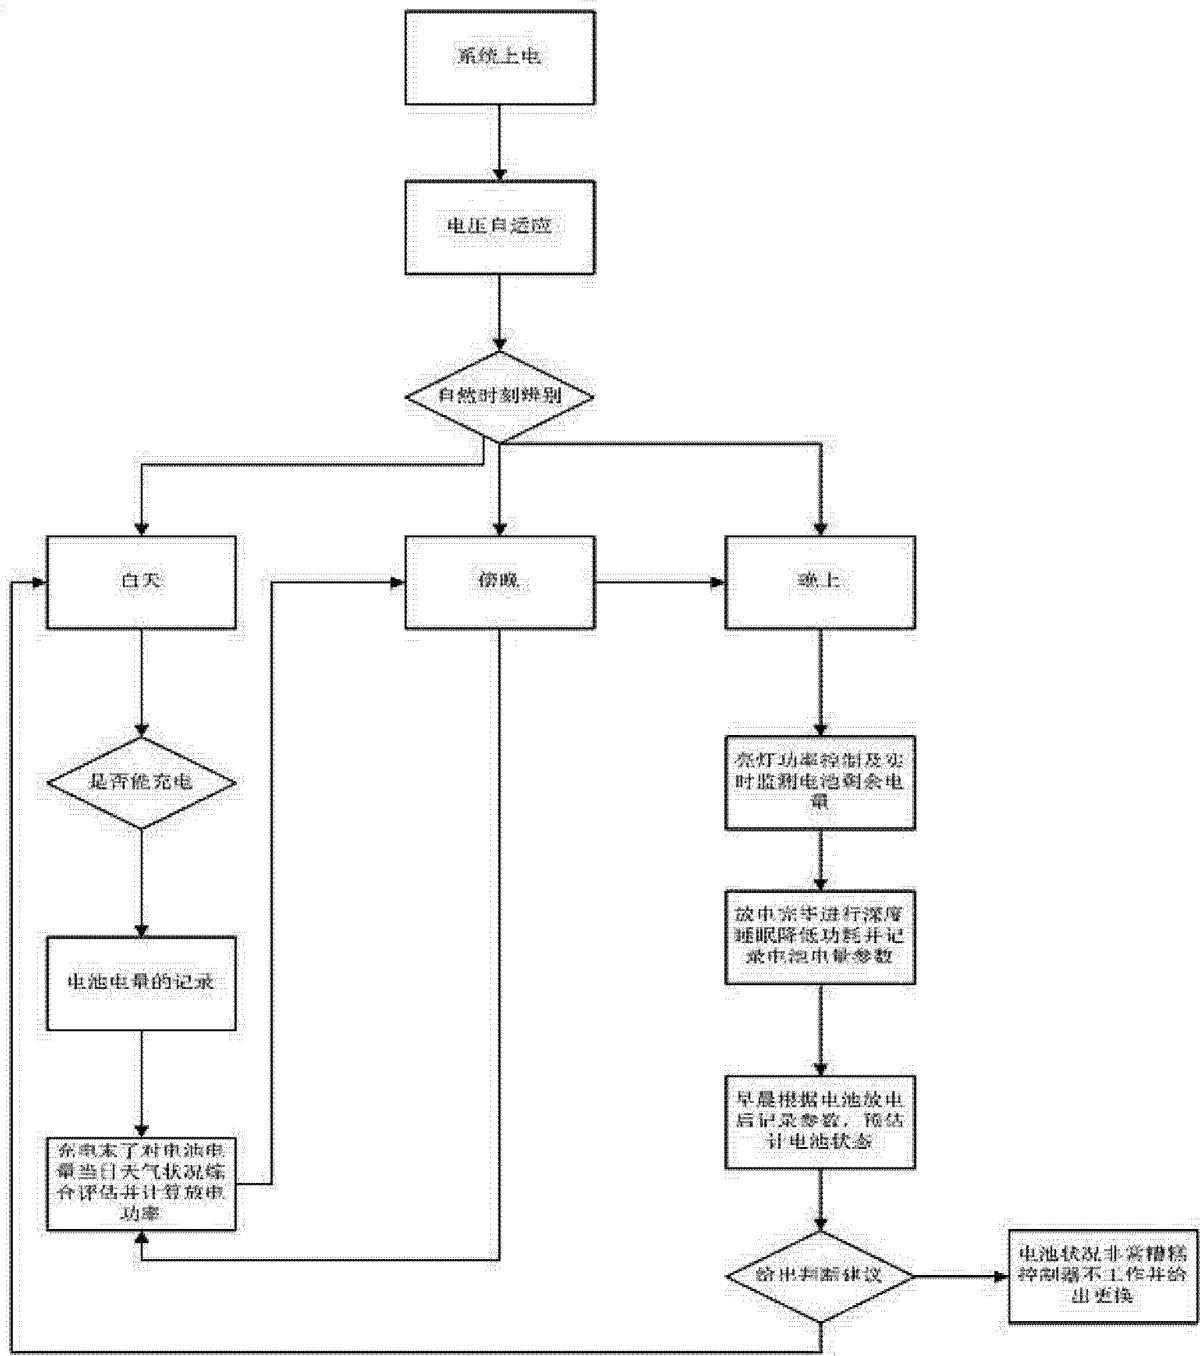 系统上电
电压自适应
自然时刻辨别
白天
傍晚
晚上
是否能充电
亮灯功率控制及实
时监测电池剩余电
量
放电完毕进行深度
睡眠降低功耗并记
录电池电量参数
电池电量的记录
早晨根据电池放电
后记录参数，预估
计电池状态
充电末了对电池电
量当日天气状况综
合评估并计算放电
功率
给出判断建议
电池状况非常糟糕
控制器不工作并给
出更换